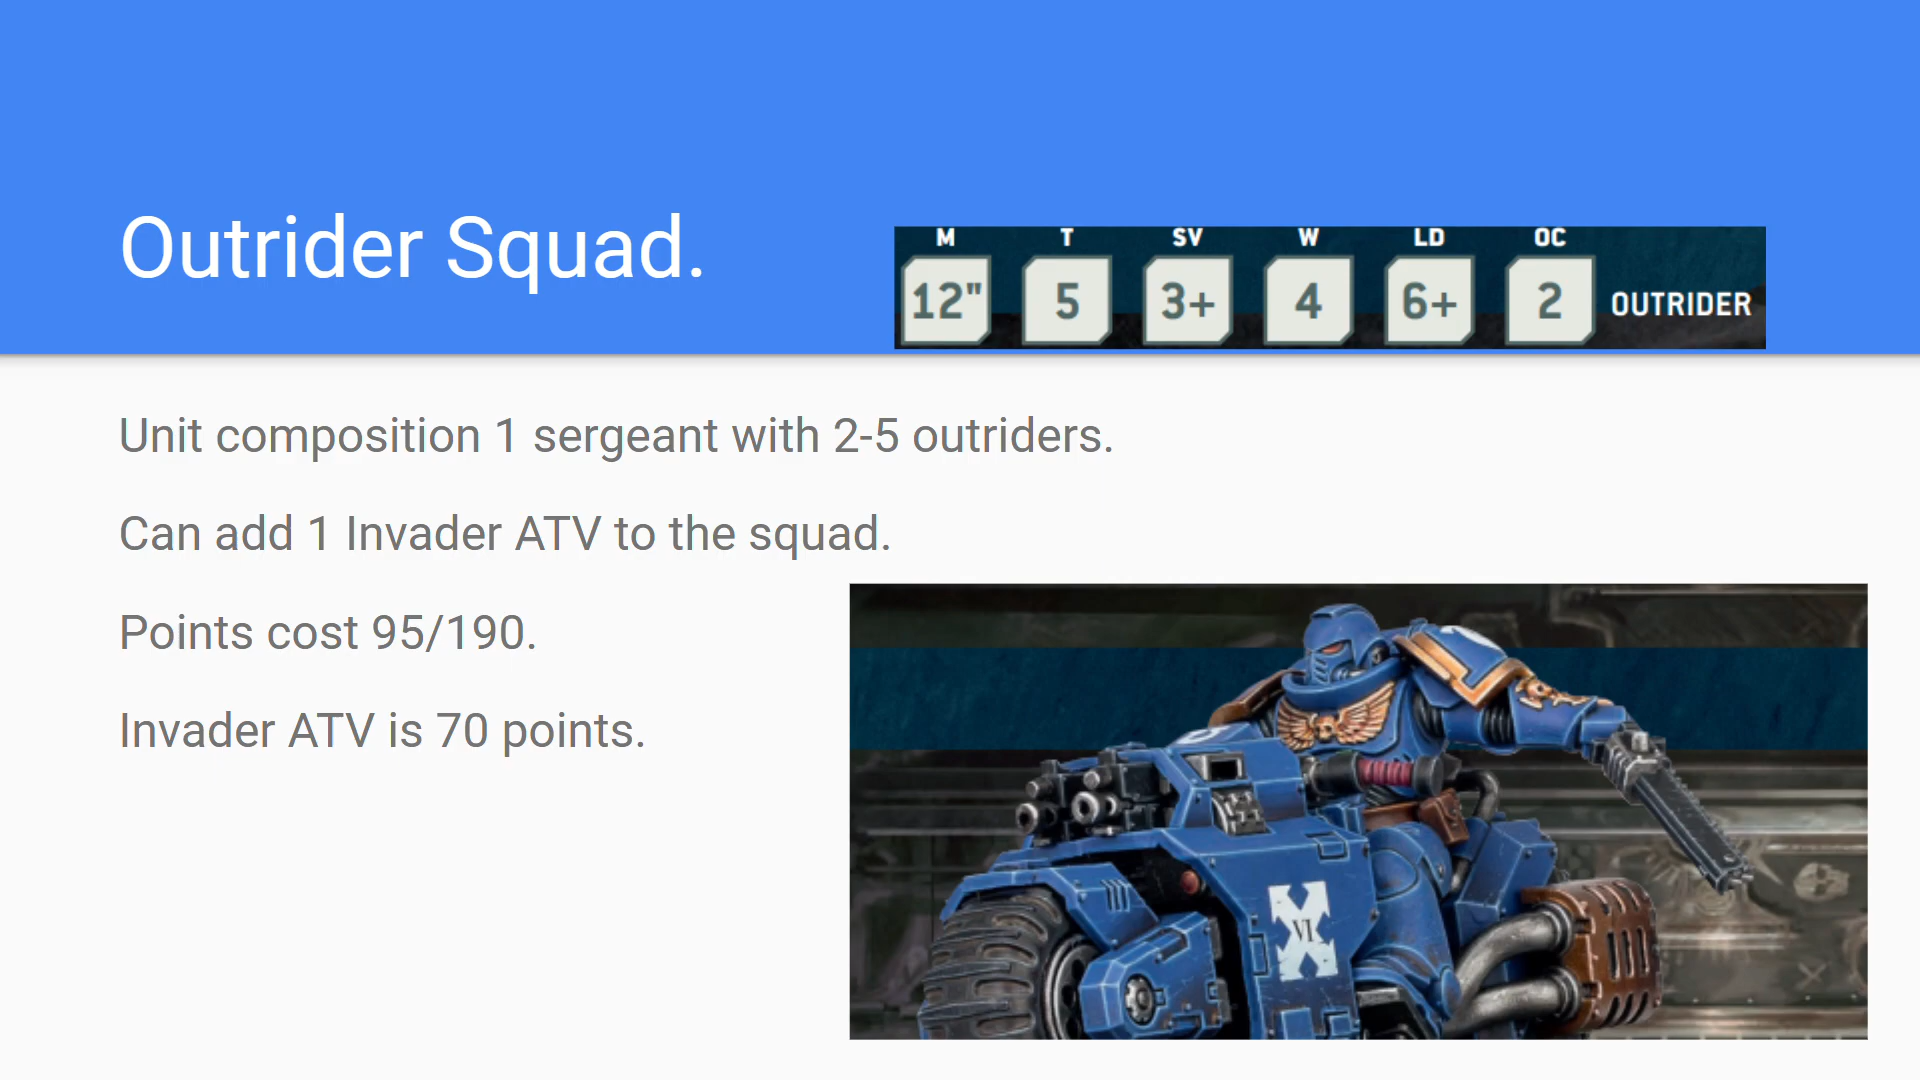 Outrider Squad.
M T SV W LD OC
12" 5 3+ 4 6+ 2 OUTRIDER
Unit composition 1 sergeant with 2-5 outriders.
Can add 1 Invader ATV to the squad.
Points cost 95/190.
Invader ATV is 70 points.
VI